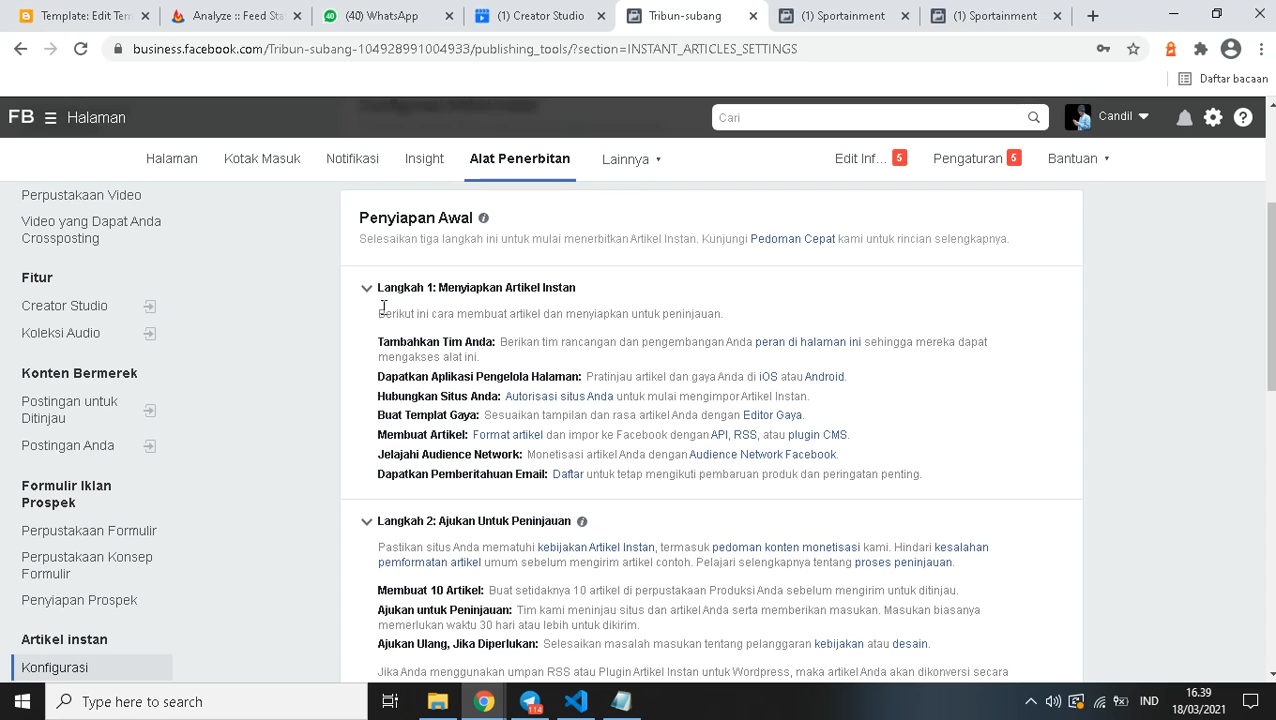 Template: Edit Tem
Analyze :: Feed Sta
(40) WhatsApp
(1) Creator Studio
Tribun-subang
(1) Sportainment
(1) Sportainment
business.facebook.com/Tribun-subang-104928991004933/publishing_tools/?section=INSTANT_ARTICLES_SETTINGS
Daftar bacaan
FB
Halaman
Cari
Candil
Halaman
Kotak Masuk
Notifikasi
Insight
Alat Penerbitan
Lainnya
Edit Inf... 5
Pengaturan 5
Bantuan
Perpustakaan Video
Video yang Dapat Anda
Crossposting
Fitur
Creator Studio
Koleksi Audio
Konten Bermerek
Postingan untuk
Ditinjau
Postingan Anda
Formulir Iklan
Prospek
Perpustakaan Formulir
Perpustakaan Konsep
Formulir
Penyiapan Prospek
Artikel instan
Konfigurasi
Penyiapan Awal
Selesaikan tiga langkah ini untuk mulai menerbitkan Artikel Instan. Kunjungi Pedoman Cepat kami untuk rincian selengkapnya.
Langkah 1: Menyiapkan Artikel Instan
Berikut ini cara membuat artikel dan menyiapkan untuk peninjauan.
Tambahkan Tim Anda: Berikan tim rancangan dan pengembangan Anda peran di halaman ini sehingga mereka dapat
mengakses alat ini.
Dapatkan Aplikasi Pengelola Halaman: Pratinjau artikel dan gaya Anda di iOS atau Android.
Hubungkan Situs Anda: Autorisasi situs Anda untuk mulai mengimpor Artikel Instan.
Buat Templat Gaya: Sesuaikan tampilan dan rasa artikel Anda dengan Editor Gaya.
Membuat Artikel: Format artikel dan impor ke Facebook dengan API, RSS, atau plugin CMS.
Jelajahi Audience Network: Monetisasi artikel Anda dengan Audience Network Facebook.
Dapatkan Pemberitahuan Email: Daftar untuk tetap mengikuti pembaruan produk dan peringatan penting.
Langkah 2: Ajukan Untuk Peninjauan
Pastikan situs Anda mematuhi kebijakan Artikel Instan, termasuk pedoman konten monetisasi kami. Hindari kesalahan
pemformatan artikel umum sebelum mengirim artikel contoh. Pelajari selengkapnya tentang proses peninjauan.
Membuat 10 Artikel: Buat setidaknya 10 artikel di perpustakaan Produksi Anda sebelum mengirim untuk ditinjau.
Ajukan untuk Peninjauan: Tim kami meninjau situs dan artikel Anda serta memberikan masukan. Masukan biasanya
memerlukan waktu 30 hari atau lebih untuk dikirim.
Ajukan Ulang, Jika Diperlukan: Selesaikan masalah masukan tentang pelanggaran kebijakan atau desain.
Jika Anda menggunakan umpan RSS atau Plugin Artikel Instan untuk Wordpress, maka artikel Anda akan dikonversi secara
Type here to search
114
IND
16.39
18/03/2021